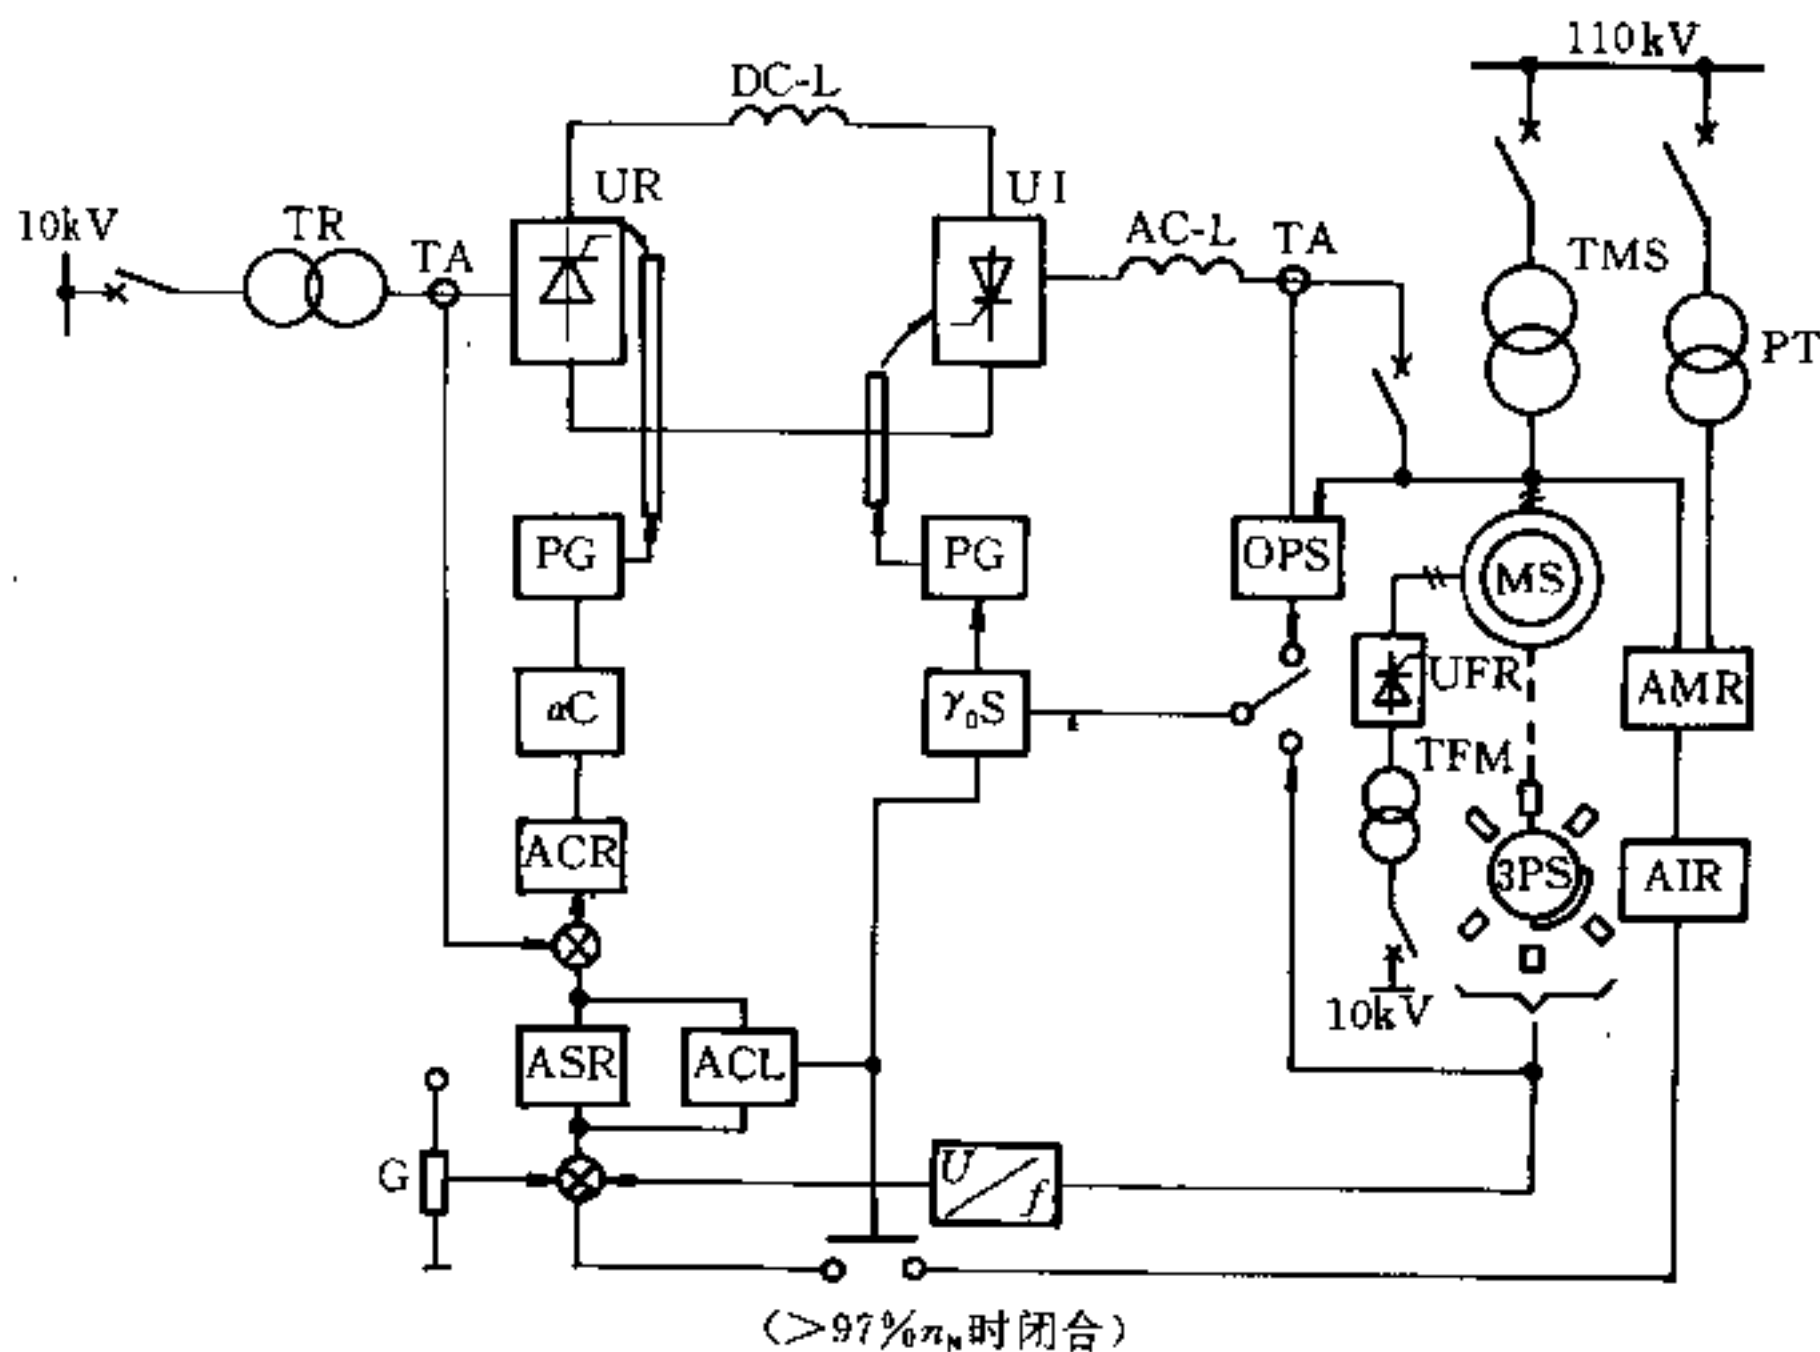 110kV
DC-L
UR
UI
10kV
TR
TA
AC-L
TA
TMS
PT
PG
PG
OPS
MS
αC
γ₀S
UFR
AMR
TFM
ACR
3PS
AIR
10kV
ASR
ACL
G
U/f
(>97%n_N时闭合)